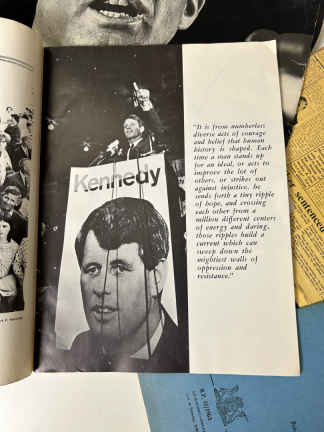 Kennedy
"It is from numberless
diverse acts of courage
and belief that human
history is shaped. Each
time a man stands up
for an ideal, or acts to
improve the lot of
others, or strikes out
against injustice, he
sends forth a tiny ripple
of hope, and crossing
each other from a
million different centers
of energy and daring,
those ripples build a
current which can
sweep down the
mightiest walls of
oppression and
resistance."